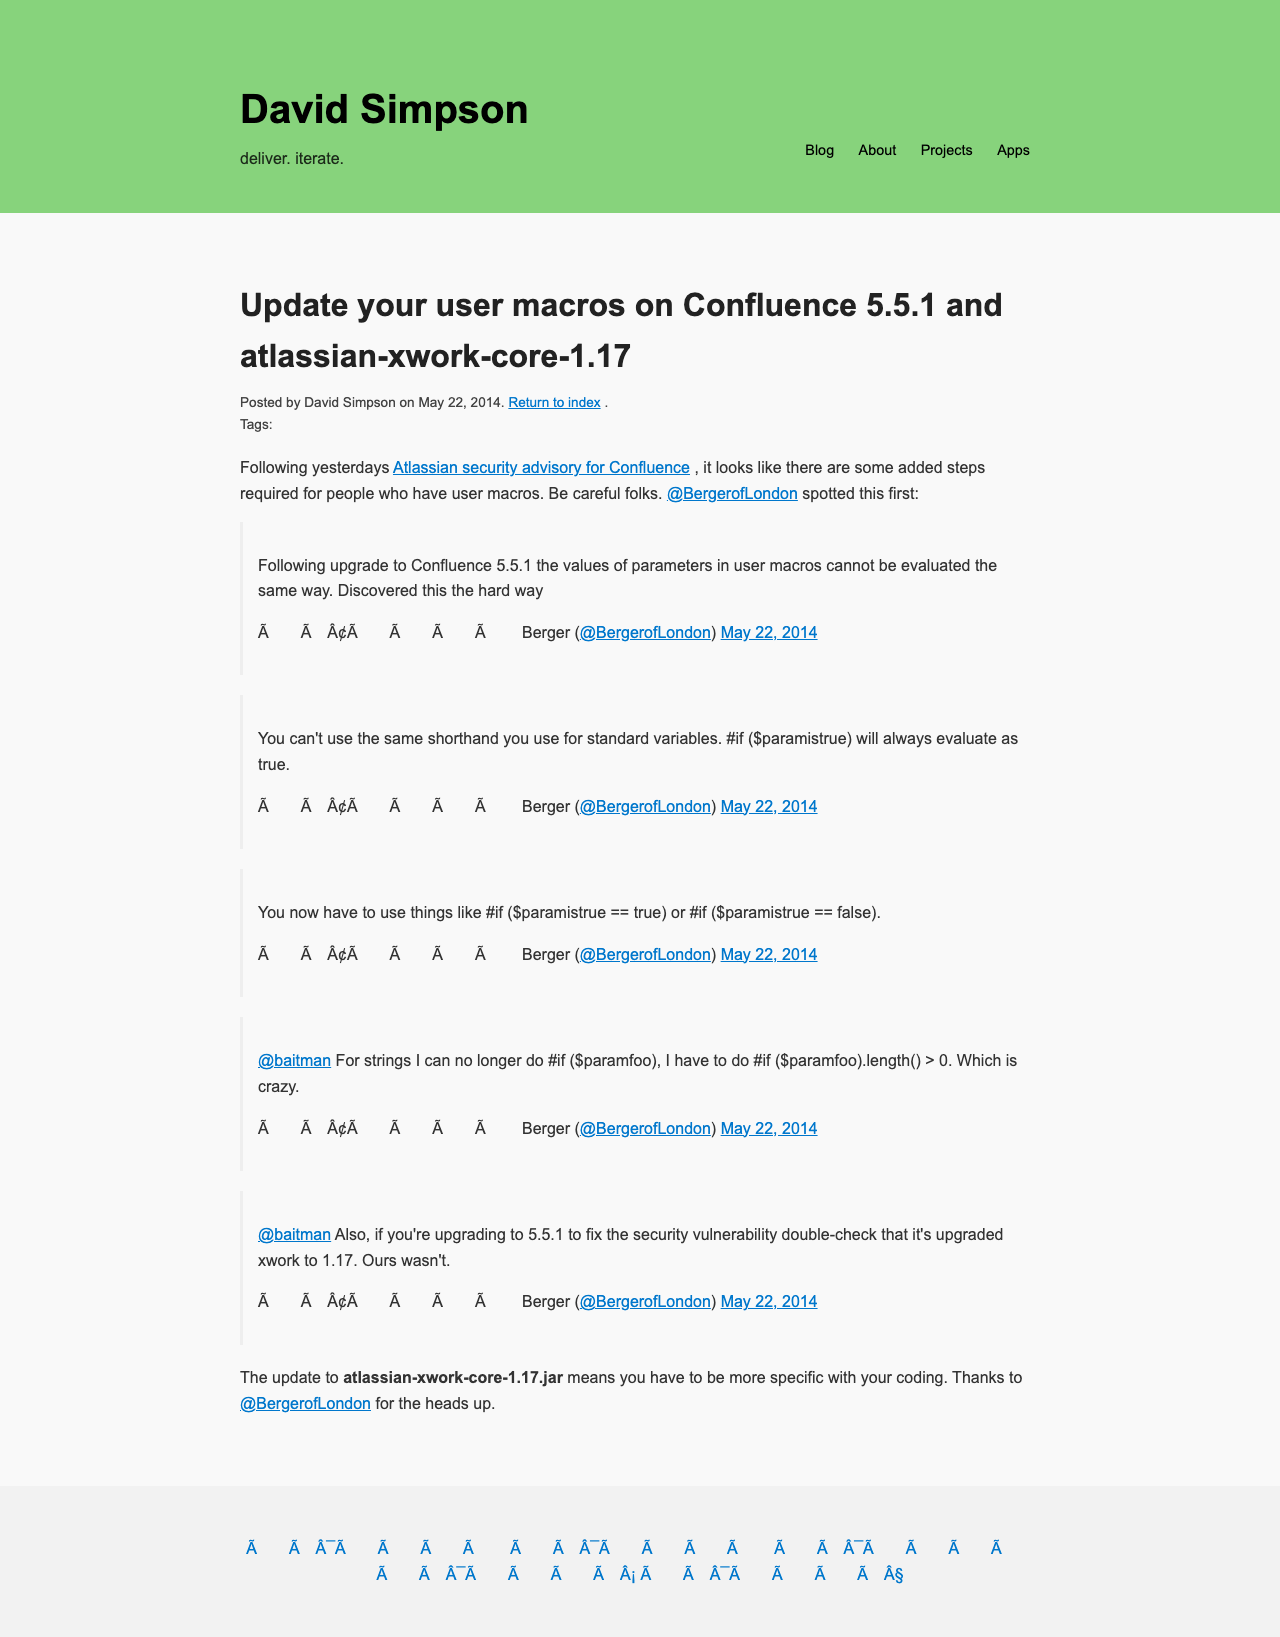 David Simpson
deliver. iterate.
Blog About Projects Apps
Update your user macros on Confluence 5.5.1 and
atlassian-xwork-core-1.17
Posted by David Simpson on May 22, 2014. Return to index .
Tags:
Following yesterdays Atlassian security advisory for Confluence , it looks like there are some added steps
required for people who have user macros. Be careful folks. @BergerofLondon spotted this first:
Following upgrade to Confluence 5.5.1 the values of parameters in user macros cannot be evaluated the
same way. Discovered this the hard way
Ã Ã Â¢Ã Ã Ã Ã Berger (@BergerofLondon) May 22, 2014
You can't use the same shorthand you use for standard variables. #if ($paramistrue) will always evaluate as
true.
Ã Ã Â¢Ã Ã Ã Ã Berger (@BergerofLondon) May 22, 2014
You now have to use things like #if ($paramistrue == true) or #if ($paramistrue == false).
Ã Ã Â¢Ã Ã Ã Ã Berger (@BergerofLondon) May 22, 2014
@baitman For strings I can no longer do #if ($paramfoo), I have to do #if ($paramfoo).length() > 0. Which is
crazy.
Ã Ã Â¢Ã Ã Ã Ã Berger (@BergerofLondon) May 22, 2014
@baitman Also, if you're upgrading to 5.5.1 to fix the security vulnerability double-check that it's upgraded
xwork to 1.17. Ours wasn't.
Ã Ã Â¢Ã Ã Ã Ã Berger (@BergerofLondon) May 22, 2014
The update to atlassian-xwork-core-1.17.jar means you have to be more specific with your coding. Thanks to
@BergerofLondon for the heads up.
Ã Ã Â¯Ã Ã Ã Ã Ã Ã Â¯Ã Ã Ã Ã Ã Ã Â¯Ã Ã Ã Ã
Ã Ã Â¯Ã Ã Ã Ã Â¡ Ã Ã Â¯Ã Ã Ã Ã Â§